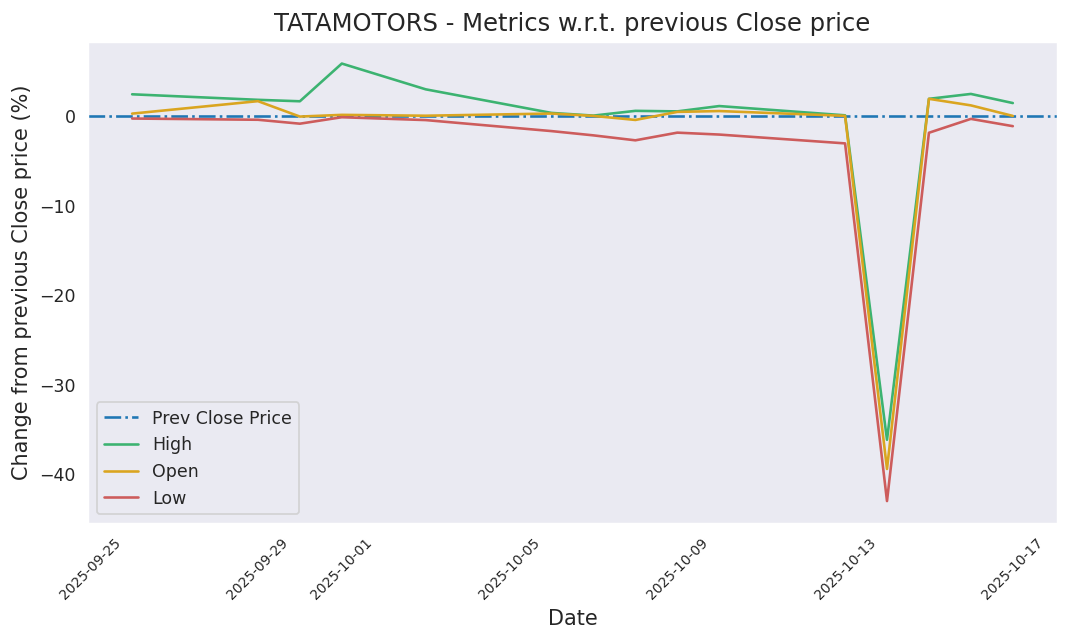 TATAMOTORS - Metrics w.r.t. previous Close price
Change from previous Close price (%)
0
−10
−20
−30
−40
Prev Close Price
High
Open
Low
2025-09-25
2025-09-29
2025-10-01
2025-10-05
2025-10-09
2025-10-13
2025-10-17
Date